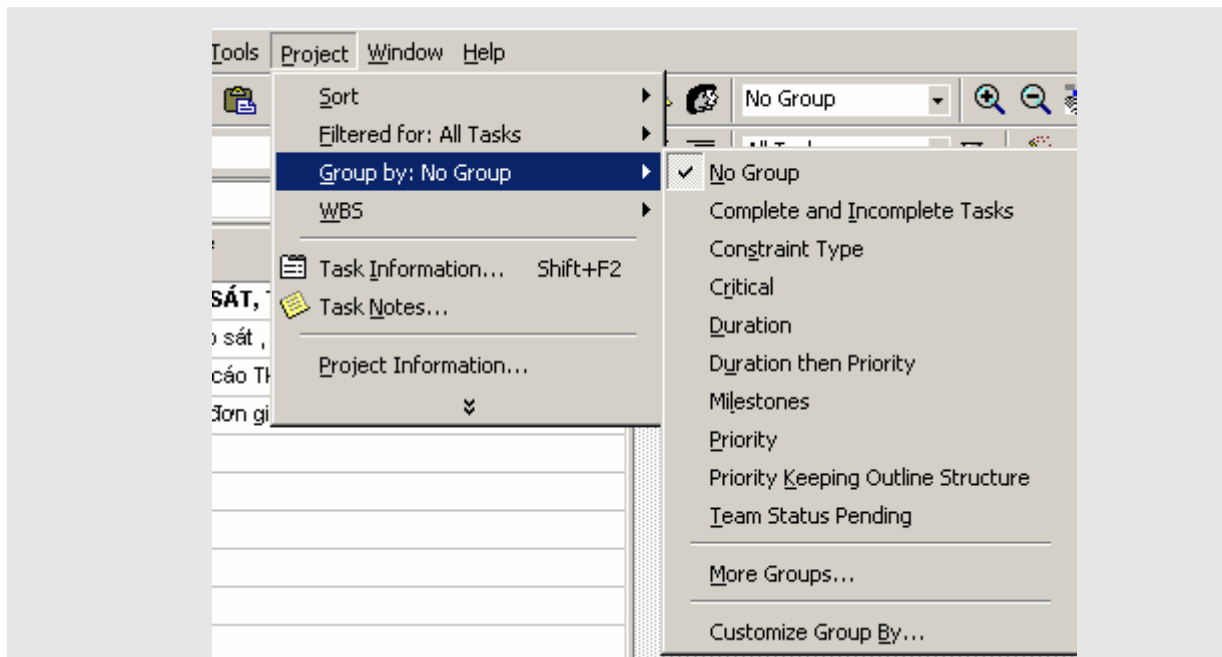 Tools Project Window Help
No Group
Sort
Filtered for: All Tasks
Group by: No Group
WBS
Task Information... Shift+F2
Task Notes...
Project Information...
No Group
Complete and Incomplete Tasks
Constraint Type
Critical
Duration
Duration then Priority
Milestones
Priority
Priority Keeping Outline Structure
Team Status Pending
More Groups...
Customize Group By...
SÁT,
sát ,
cáo
đơn